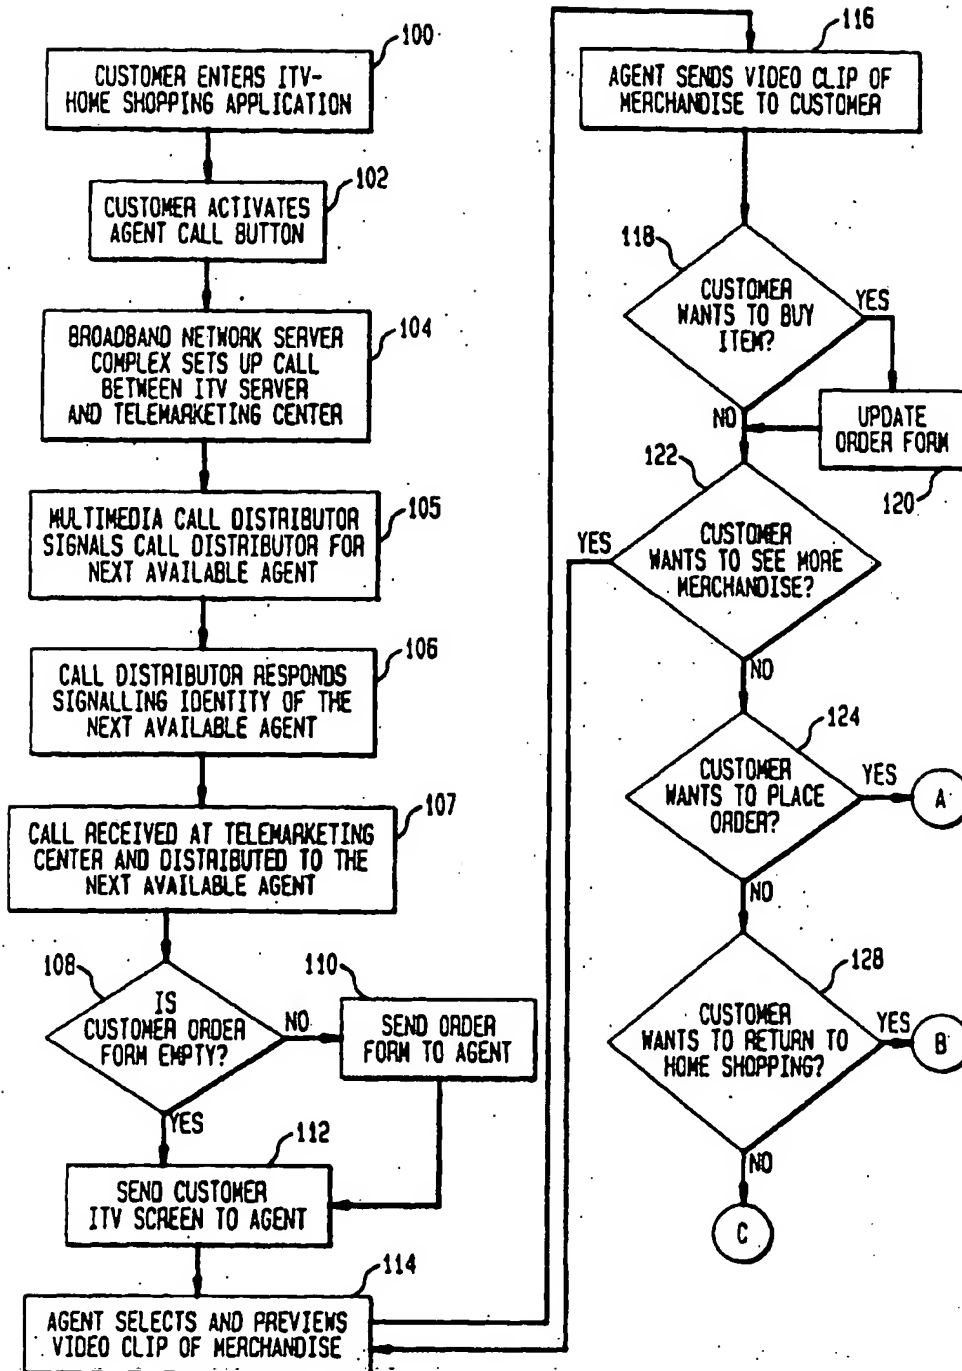 100
CUSTOMER ENTERS ITV-
HOME SHOPPING APPLICATION
102
CUSTOMER ACTIVATES
AGENT CALL BUTTON
104
BROADBAND NETWORK SERVER
COMPLEX SETS UP CALL
BETWEEN ITV SERVER
AND TELEMARKETING CENTER
105
MULTIMEDIA CALL DISTRIBUTOR
SIGNALS CALL DISTRIBUTOR FOR
NEXT AVAILABLE AGENT
106
CALL DISTRIBUTOR RESPONDS
SIGNALLING IDENTITY OF THE
NEXT AVAILABLE AGENT
107
CALL RECEIVED AT TELEMARKETING
CENTER AND DISTRIBUTED TO THE
NEXT AVAILABLE AGENT
108
IS
CUSTOMER ORDER
FORM EMPTY?
NO
110
SEND ORDER
FORM TO AGENT
YES
112
SEND CUSTOMER
ITV SCREEN TO AGENT
114
AGENT SELECTS AND PREVIEWS
VIDEO CLIP OF MERCHANDISE
116
AGENT SENDS VIDEO CLIP OF
MERCHANDISE TO CUSTOMER
118
CUSTOMER
WANTS TO BUY
ITEM?
YES
NO
UPDATE
ORDER FORM
120
122
CUSTOMER
WANTS TO SEE MORE
MERCHANDISE?
YES
NO
124
CUSTOMER
WANTS TO PLACE
ORDER?
YES
A
NO
128
CUSTOMER
WANTS TO RETURN TO
HOME SHOPPING?
YES
B
NO
C